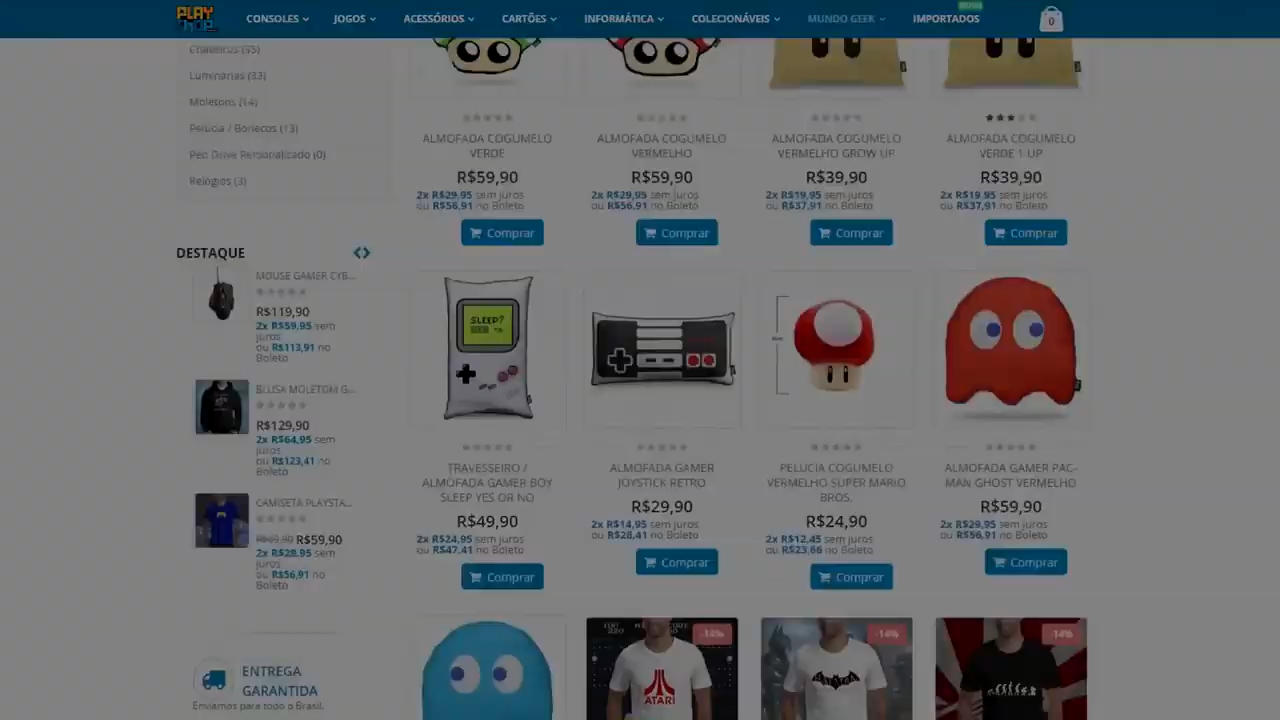 PLAY
CONSOLES
JOGOS
ACESSÓRIOS
CARTÕES
INFORMÁTICA
COLECIONÁVEIS
MUNDO GEEK
IMPORTADOS
0
Chaveiros (55)
Luminárias (33)
Moletons (14)
Pelúcia / Bonecos (13)
Pen Drive Personalizado (0)
Relógios (3)
ALMOFADA COGUMELO
VERDE
R$59,90
2x R$29,95 sem juros
ou R$56,91 no Boleto
Comprar
ALMOFADA COGUMELO
VERMELHO
R$59,90
2x R$29,95 sem juros
ou R$56,91 no Boleto
Comprar
ALMOFADA COGUMELO
VERMELHO GROW UP
R$39,90
2x R$19,95 sem juros
ou R$37,91 no Boleto
Comprar
ALMOFADA COGUMELO
VERDE 1 UP
R$39,90
2x R$19,95 sem juros
ou R$37,91 no Boleto
Comprar
DESTAQUE
MOUSE GAMER CYB...
R$119,90
2x R$59,95 sem
juros
ou R$113,91 no
Boleto
BLUSA MOLETOM G...
R$129,90
2x R$64,95 sem
juros
ou R$123,41 no
Boleto
CAMISETA PLAYSTA...
R$69,90 R$59,90
2x R$29,95 sem
juros
ou R$56,91 no
Boleto
SLEEP?
TRAVESSEIRO /
ALMOFADA GAMER BOY
SLEEP YES OR NO
R$49,90
2x R$24,95 sem juros
ou R$47,41 no Boleto
Comprar
ALMOFADA GAMER
JOYSTICK RETRO
R$29,90
2x R$14,95 sem juros
ou R$28,41 no Boleto
Comprar
PELUCIA COGUMELO
VERMELHO SUPER MARIO
BROS.
R$24,90
2x R$12,45 sem juros
ou R$23,66 no Boleto
Comprar
ALMOFADA GAMER PAC-
MAN GHOST VERMELHO
R$59,90
2x R$29,95 sem juros
ou R$56,91 no Boleto
Comprar
ENTREGA
GARANTIDA
Enviamos para todo o Brasil.
-14%
ATARI
-14%
-14%